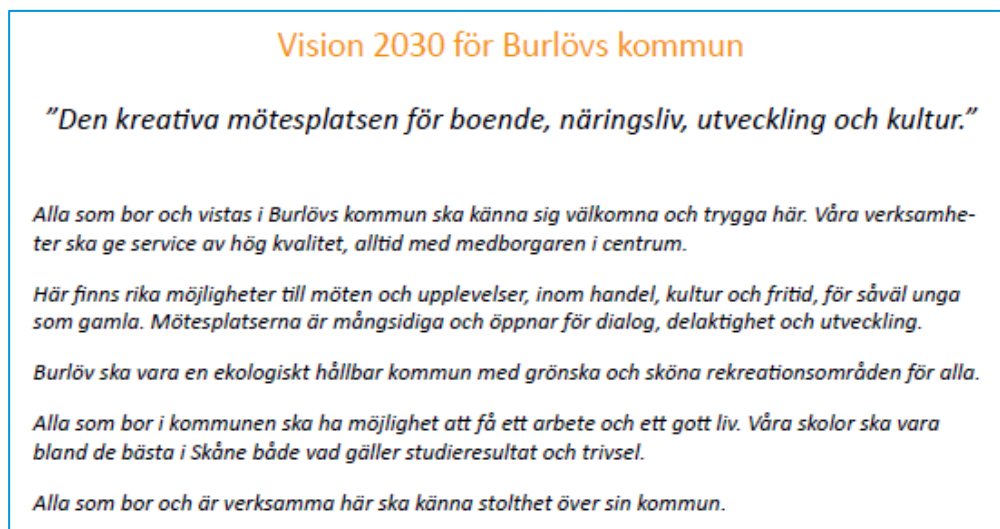 Vision 2030 för Burlövs kommun
”Den kreativa mötesplatsen för boende, näringsliv, utveckling och kultur.”
Alla som bor och vistas i Burlövs kommun ska känna sig välkomna och trygga här. Våra verksamhe-
ter ska ge service av hög kvalitet, alltid med medborgaren i centrum.
Här finns rika möjligheter till möten och upplevelser, inom handel, kultur och fritid, för såväl unga
som gamla. Mötesplatserna är mångsidiga och öppnar för dialog, delaktighet och utveckling.
Burlöv ska vara en ekologiskt hållbar kommun med grönska och sköna rekreationsområden för alla.
Alla som bor i kommunen ska ha möjlighet att få ett arbete och ett gott liv. Våra skolor ska vara
bland de bästa i Skåne både vad gäller studieresultat och trivsel.
Alla som bor och är verksamma här ska känna stolthet över sin kommun.